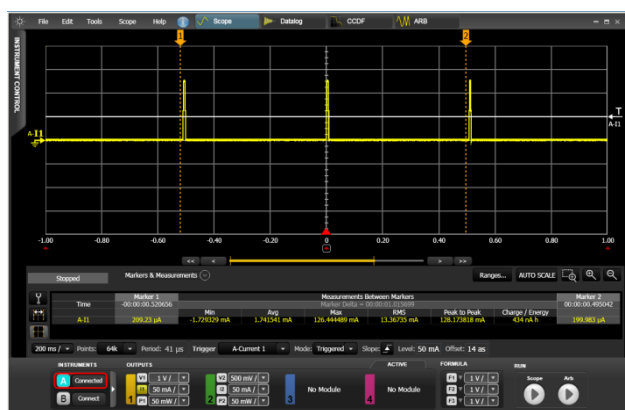 File Edit Tools Scope Help Scope Datalog CCDF ARB
INSTRUMENT CONTROL
1 2
T
A-I1 A-I1
-1.00 -0.80 -0.60 -0.40 -0.20 0 0.20 0.40 0.60 0.80 1.00
<< < > >>
Stopped Markers & Measurements Ranges... AUTO SCALE
Marker 1 Measurements Between Markers Marker 2
Time -00:00:00.520656 Marker Delta = 00:00:01.015699 00:00:00.495042
Min Avg Max RMS Peak to Peak Charge / Energy
A-I1 209.23 µA -1.729329 mA 1.741541 mA 126.444489 mA 13.36735 mA 128.173818 mA 434 nA h 199.983 µA
200 ms / Points: 64k Period: 41 µs Trigger A-Current 1 Mode: Triggered Slope: Level: 50 mA Offset: 14 as
INSTRUMENTS OUTPUTS ACTIVE FORMULA RUN
A Connected V1 1 V / V2 500 mV / F1 1 V / Scope Arb
1 I1 50 mA / 2 I2 50 mA / 3 No Module 4 No Module F2 1 V /
B Connect P1 50 mW / P2 50 mW / F3 1 V /